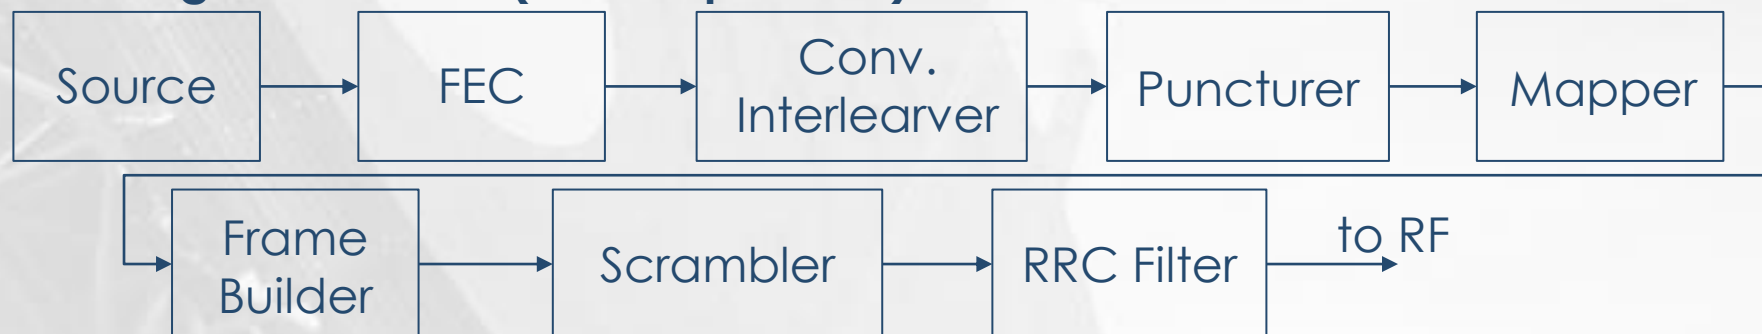 Source
FEC
Conv.
Interlearver
Puncturer
Mapper
Frame
Builder
Scrambler
RRC Filter
to RF